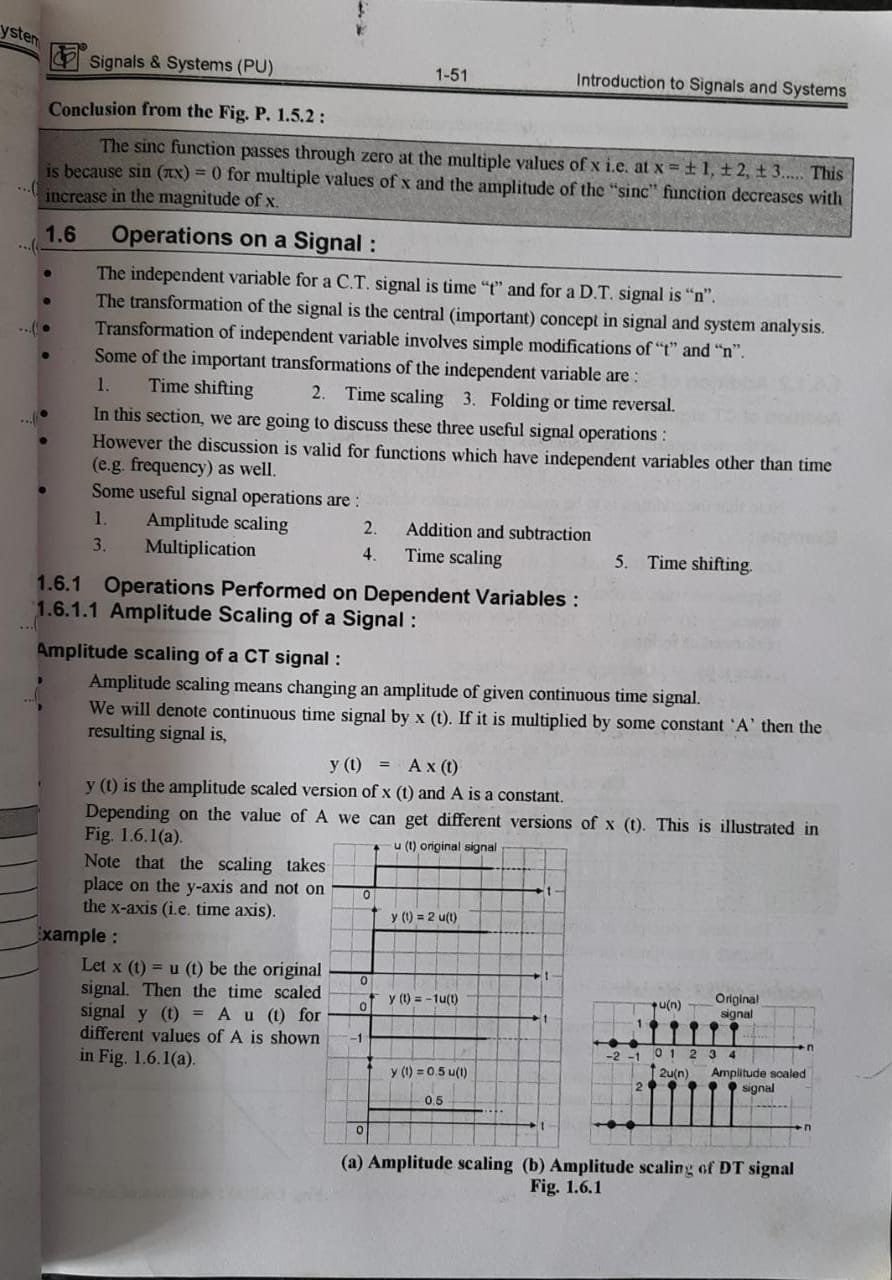 ystem
Signals & Systems (PU)
1-51
Introduction to Signals and Systems
Conclusion from the Fig. P. 1.5.2 :
The sinc function passes through zero at the multiple values of x i.e. at x = ± 1, ± 2, ± 3..... This
is because sin (πx) = 0 for multiple values of x and the amplitude of the “sinc” function decreases with
increase in the magnitude of x.
1.6 Operations on a Signal :
• The independent variable for a C.T. signal is time “t” and for a D.T. signal is “n”.
• The transformation of the signal is the central (important) concept in signal and system analysis.
• Transformation of independent variable involves simple modifications of “t” and “n”.
• Some of the important transformations of the independent variable are :
1. Time shifting 2. Time scaling 3. Folding or time reversal.
• In this section, we are going to discuss these three useful signal operations :
• However the discussion is valid for functions which have independent variables other than time
(e.g. frequency) as well.
• Some useful signal operations are :
1. Amplitude scaling 2. Addition and subtraction
3. Multiplication 4. Time scaling 5. Time shifting.
1.6.1 Operations Performed on Dependent Variables :
1.6.1.1 Amplitude Scaling of a Signal :
Amplitude scaling of a CT signal :
Amplitude scaling means changing an amplitude of given continuous time signal.
We will denote continuous time signal by x (t). If it is multiplied by some constant ‘A’ then the
resulting signal is,
y (t) = A x (t)
y (t) is the amplitude scaled version of x (t) and A is a constant.
Depending on the value of A we can get different versions of x (t). This is illustrated in
Fig. 1.6.1(a).
Note that the scaling takes
place on the y-axis and not on
the x-axis (i.e. time axis).
Example :
Let x (t) = u (t) be the original
signal. Then the time scaled
signal y (t) = A u (t) for
different values of A is shown
in Fig. 1.6.1(a).
u (t) original signal
0
t
y (t) = 2 u(t)
0
t
y (t) = -1u(t)
0
t
-1
y (t) = 0.5 u(t)
0.5
0
t
u(n)
Original
signal
1
-2 -1 0 1 2 3 4
n
2u(n)
Amplitude scaled
signal
2
n
(a) Amplitude scaling (b) Amplitude scaling of DT signal
Fig. 1.6.1